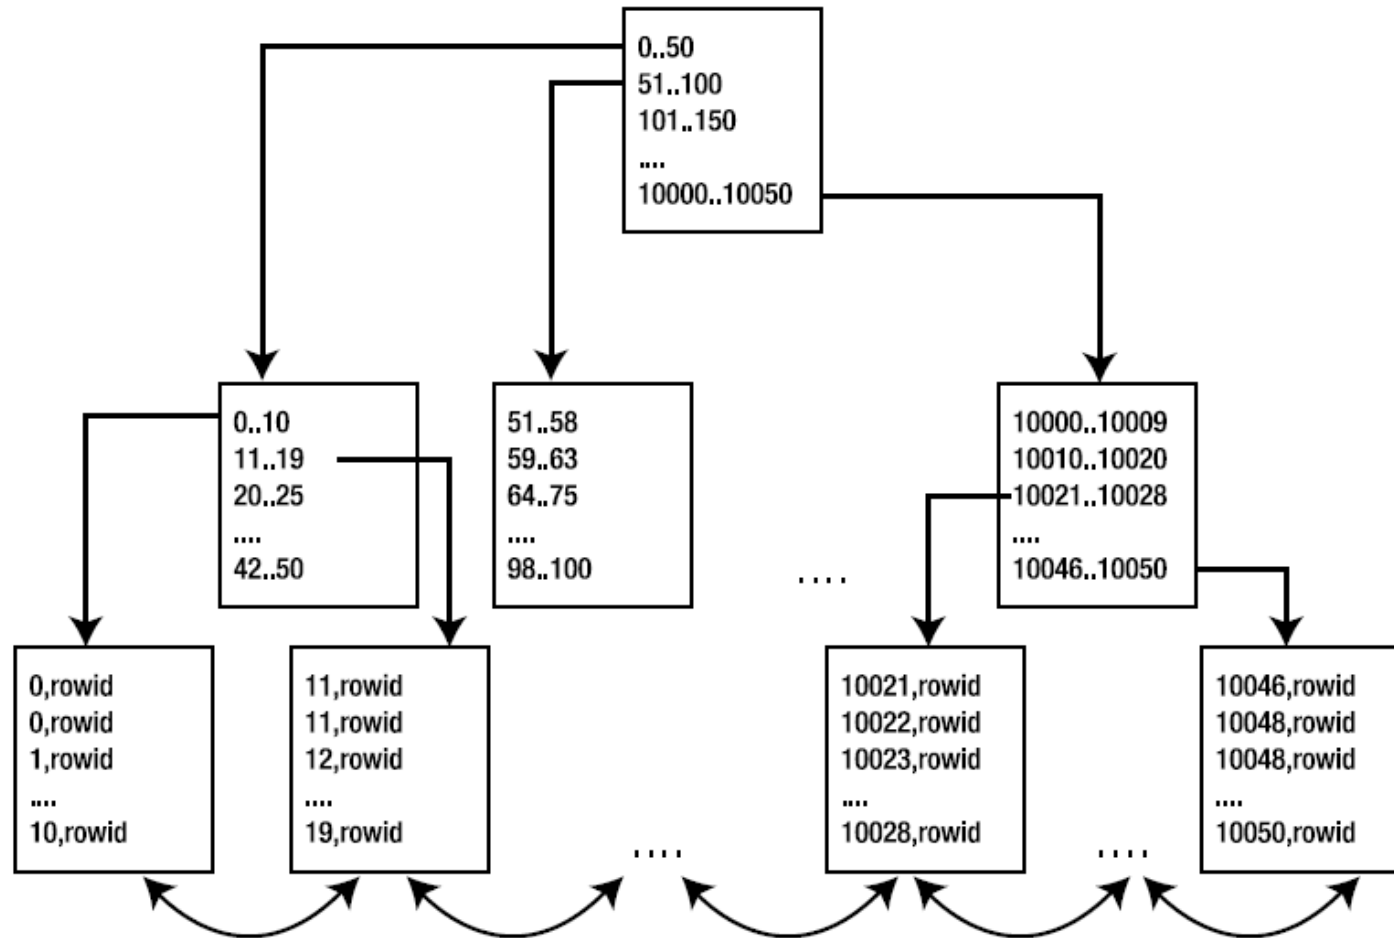 0..50
51..100
101..150
....
10000..10050
0..10
11..19
20..25
....
42..50
51..58
59..63
64..75
....
98..100
....
10000..10009
10010..10020
10021..10028
....
10046..10050
0,rowid
0,rowid
1,rowid
....
10,rowid
11,rowid
11,rowid
12,rowid
....
19,rowid
....
10021,rowid
10022,rowid
10023,rowid
....
10028,rowid
....
10046,rowid
10048,rowid
10048,rowid
....
10050,rowid